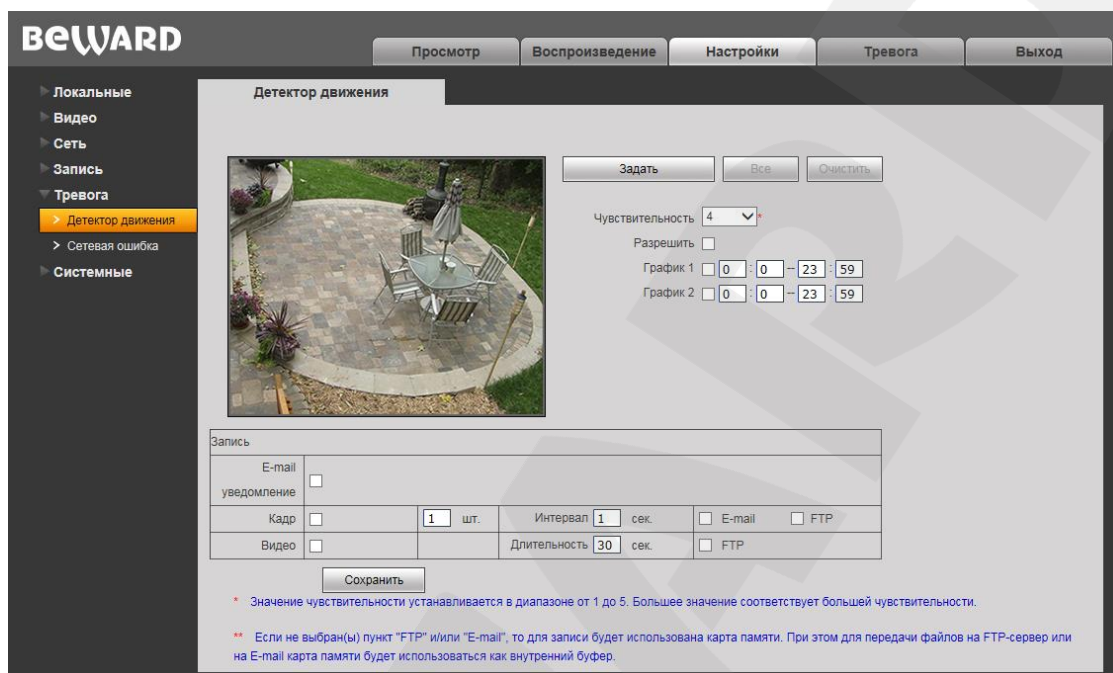 BEWARD
Просмотр Воспроизведение Настройки Тревога Выход
Локальные
Видео
Сеть
Запись
Тревога
> Детектор движения
> Сетевая ошибка
Системные
Детектор движения
Задать Все Очистить
Чувствительность 4 *
Разрешить
График 1 0 : 0 -- 23 : 59
График 2 0 : 0 -- 23 : 59
Запись
E-mail
уведомление
Кадр 1 шт. Интервал 1 сек. E-mail FTP
Видео Длительность 30 сек. FTP
Сохранить
* Значение чувствительности устанавливается в диапазоне от 1 до 5. Большее значение соответствует большей чувствительности.
** Если не выбран(ы) пункт "FTP" и/или "E-mail", то для записи будет использована карта памяти. При этом для передачи файлов на FTP-сервер или
на E-mail карта памяти будет использоваться как внутренний буфер.